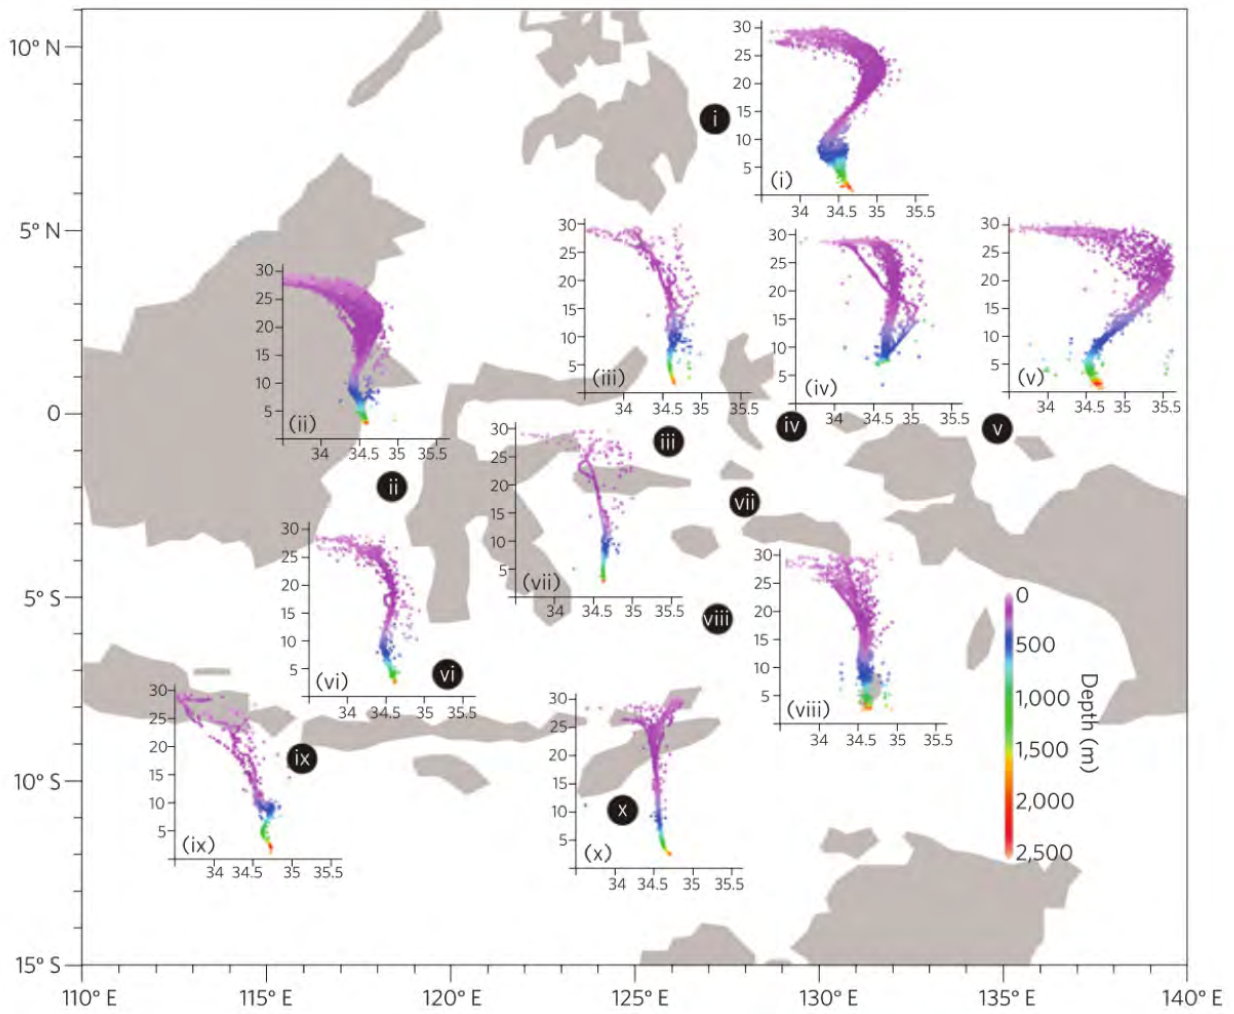 10° N
5° N
0
5° S
10° S
15° S
110° E 115° E 120° E 125° E 130° E 135° E 140° E
i
ii
iii
iv
v
vi
vii
viii
ix
x
30
25
20
15
10
5
(i)
34 34.5 35 35.5
30
25
20
15
10
5
(ii)
34 34.5 35 35.5
30
25
20
15
10
5
(iii)
34 34.5 35 35.5
30
25
20
15
10
5
(iv)
34 34.5 35 35.5
30
25
20
15
10
5
(v)
34 34.5 35 35.5
30
25
20
15
10
5
(vi)
34 34.5 35 35.5
30
25
20
15
10
5
(vii)
34 34.5 35 35.5
30
25
20
15
10
5
(viii)
34 34.5 35 35.5
30
25
20
15
10
5
(ix)
34 34.5 35 35.5
30
25
20
15
10
5
(x)
34 34.5 35 35.5
0
500
1,000
1,500
2,000
2,500
Depth (m)